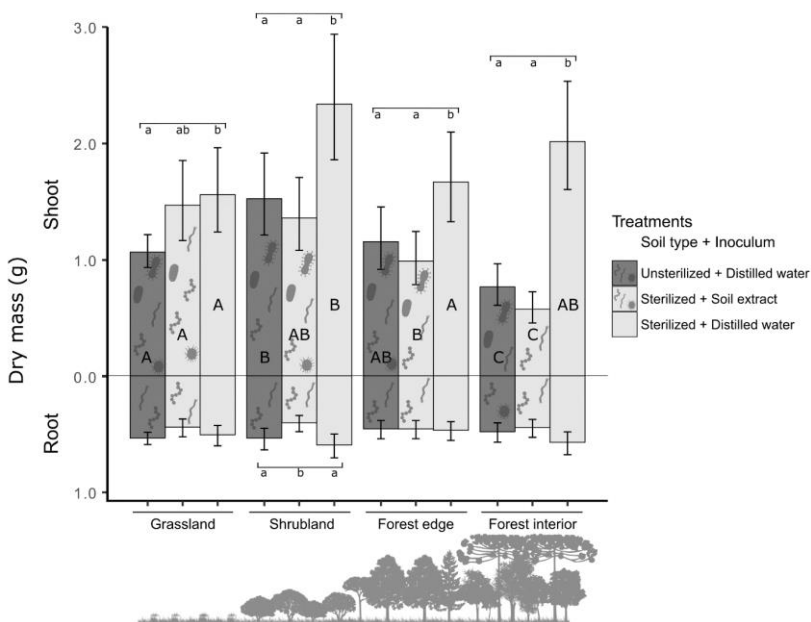 3.0
2.0
1.0
0.0
1.0
Shoot
Root
Dry mass (g)
a ab b
a a b
a a b
a a b
A A A
B AB B
AB B A
C C AB
a b a
Grassland Shrubland Forest edge Forest interior
Treatments
Soil type + Inoculum
Unsterilized + Distilled water
Sterilized + Soil extract
Sterilized + Distilled water